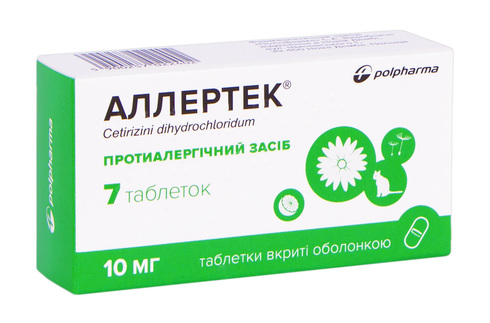 polpharma
АЛЛЕРТЕК®
Cetirizini dihydrochloridum
ПРОТИАЛЕРГІЧНИЙ ЗАСІБ
7 таблеток
10 мг
таблетки вкриті оболонкою
polpharma